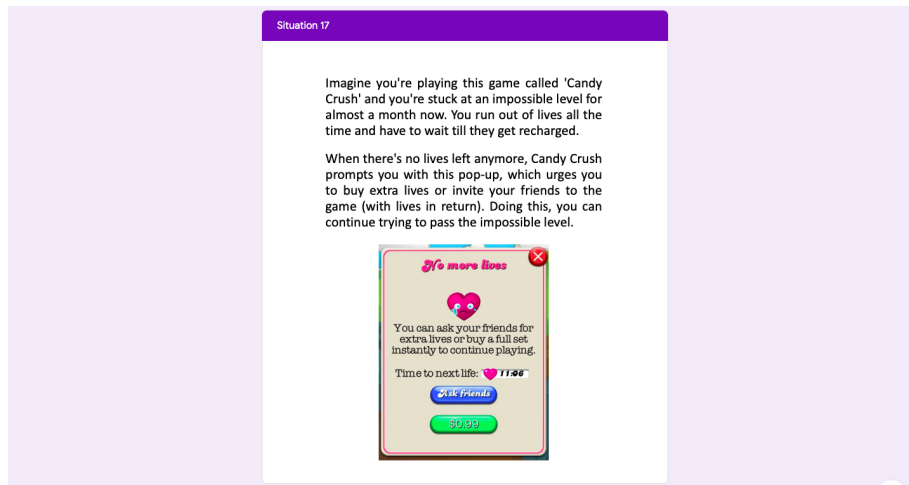 Situation 17
Imagine you're playing this game called 'Candy
Crush' and you're stuck at an impossible level for
almost a month now. You run out of lives all the
time and have to wait till they get recharged.
When there's no lives left anymore, Candy Crush
prompts you with this pop-up, which urges you
to buy extra lives or invite your friends to the
game (with lives in return). Doing this, you can
continue trying to pass the impossible level.
No more lives
You can ask your friends for
extra lives or buy a full set
instantly to continue playing.
Time to next life: 11:06
Ask friends
$0.99